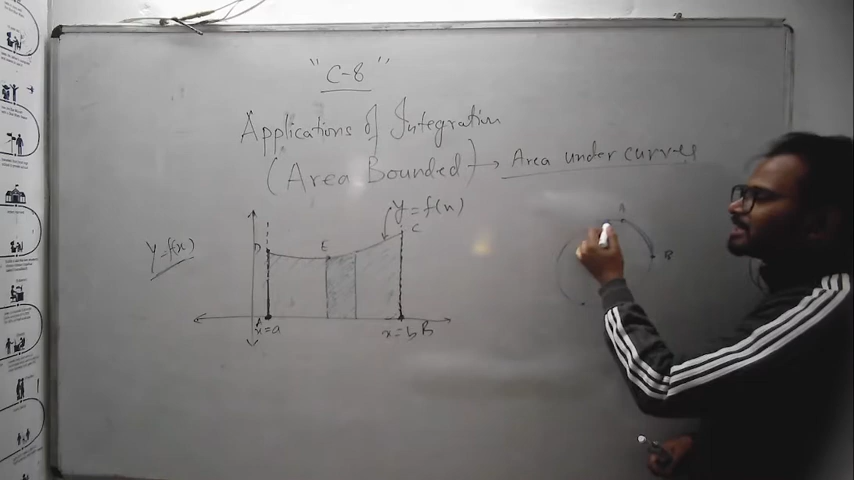 "C-8"
Applications of Integration
(Area Bounded) → Area under curves
y = f(x)
C
A
B
y=f(x)
D
E
A
x=a
x=b B